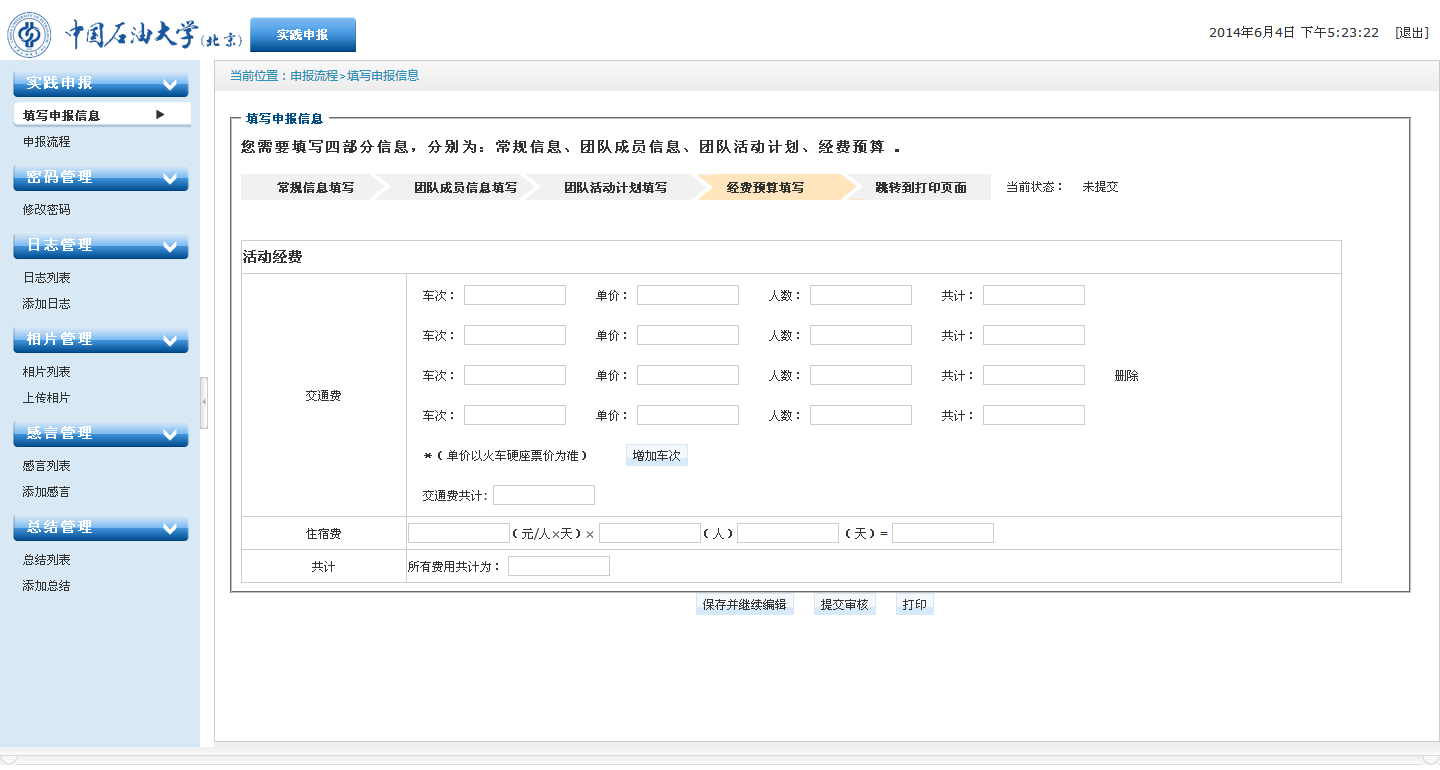 中国石油大学(北京)
实践申报
2014年6月4日 下午5:23:22 [退出]
实践申报
填写申报信息
申报流程
密码管理
修改密码
日志管理
日志列表
添加日志
相片管理
相片列表
上传相片
感言管理
感言列表
添加感言
总结管理
总结列表
添加总结
当前位置：申报流程>填写申报信息
填写申报信息
您需要填写四部分信息，分别为：常规信息、团队成员信息、团队活动计划、经费预算 。
常规信息填写 团队成员信息填写 团队活动计划填写 经费预算填写 跳转到打印页面 当前状态： 未提交
活动经费
交通费
车次： 单价： 人数： 共计：
车次： 单价： 人数： 共计：
车次： 单价： 人数： 共计： 删除
车次： 单价： 人数： 共计：
*（单价以火车硬座票价为准） 增加车次
交通费共计:
住宿费 （元/人×天）× （人） （天）=
共计 所有费用共计为：
保存并继续编辑 提交审核 打印